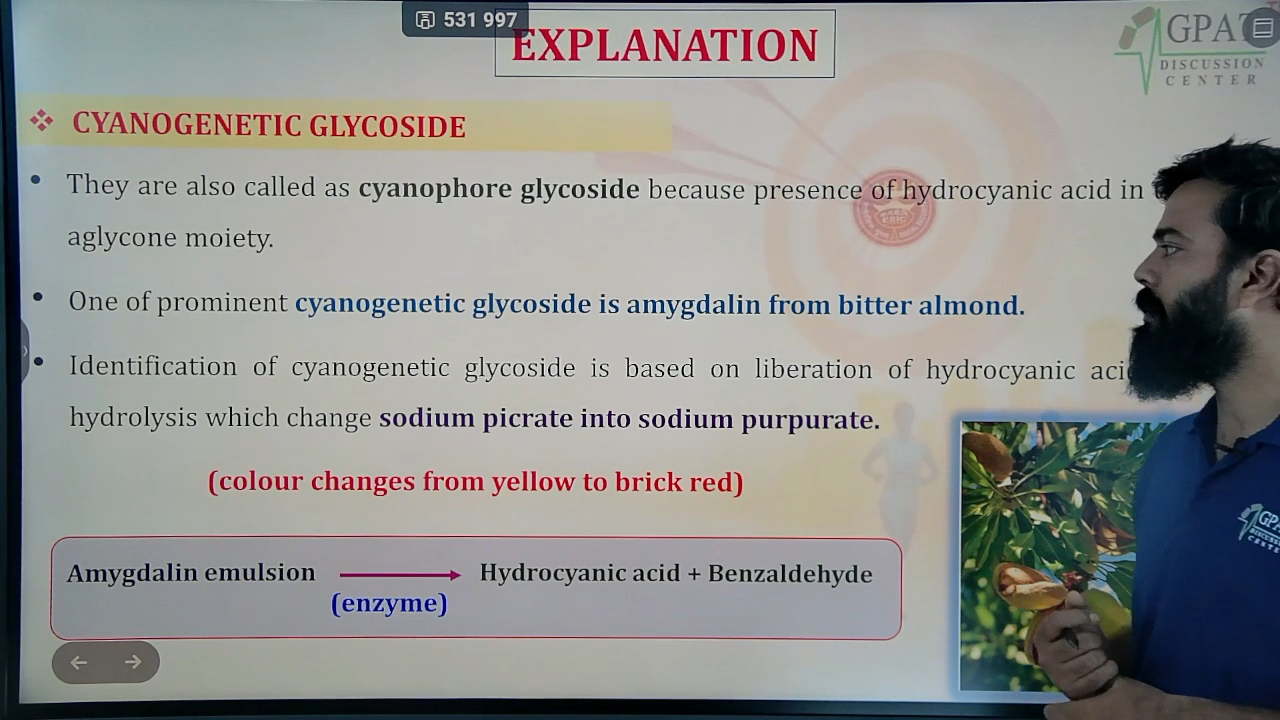 531 997
EXPLANATION
GPAT
DISCUSSION
CENTER
CYANOGENETIC GLYCOSIDE
They are also called as cyanophore glycoside because presence of hydrocyanic acid in
aglycone moiety.
One of prominent cyanogenetic glycoside is amygdalin from bitter almond.
Identification of cyanogenetic glycoside is based on liberation of hydrocyanic
hydrolysis which change sodium picrate into sodium purpurate.
(colour changes from yellow to brick red)
Amygdalin emulsion
Hydrocyanic acid + Benzaldehyde
(enzyme)